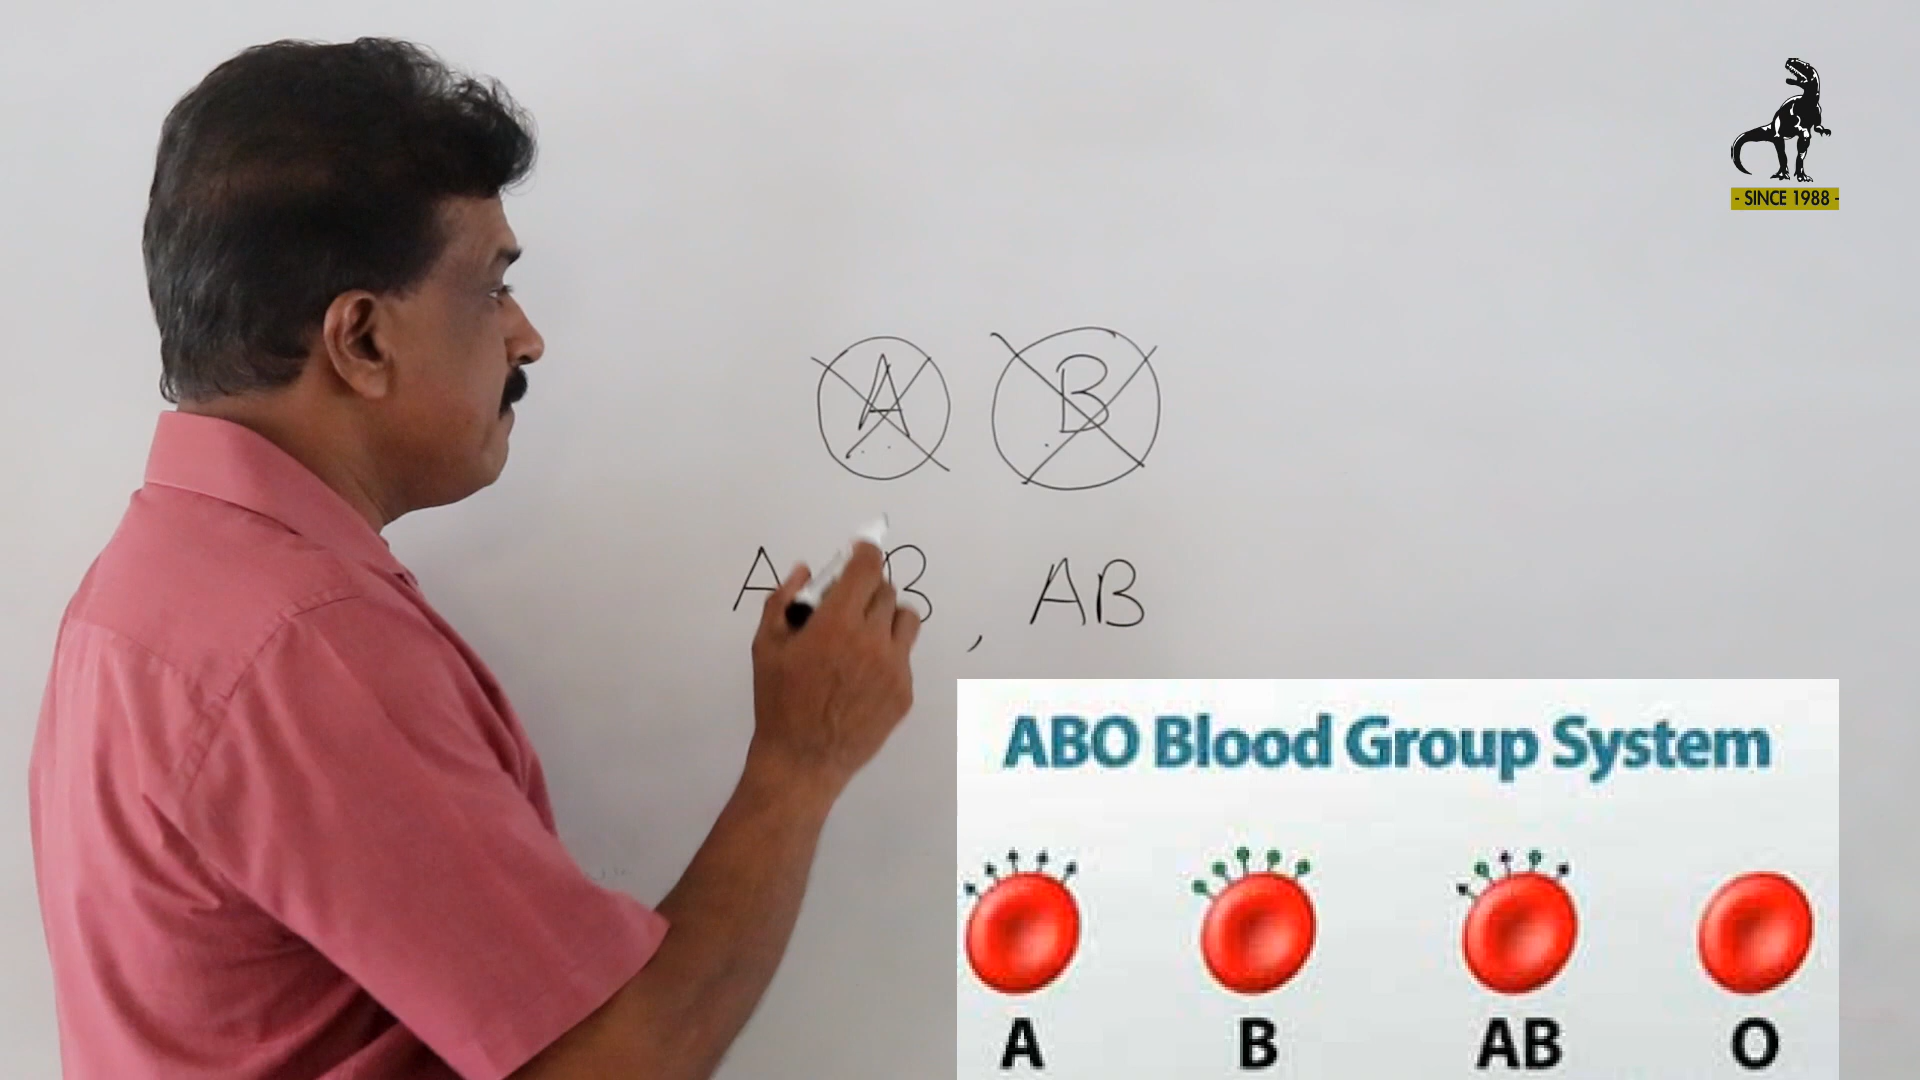 - SINCE 1988 -
A B
A B, AB
ABO Blood Group System
A B AB O